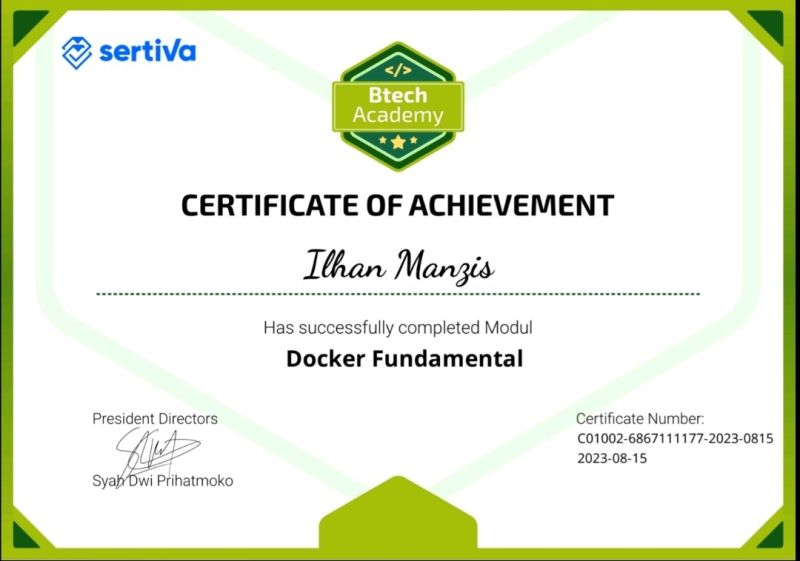 sertiva
</>
Btech
Academy
CERTIFICATE OF ACHIEVEMENT
Ilhan Manzis
Has successfully completed Modul
Docker Fundamental
President Directors
Syah Dwi Prihatmoko
Certificate Number:
C01002-6867111177-2023-0815
2023-08-15